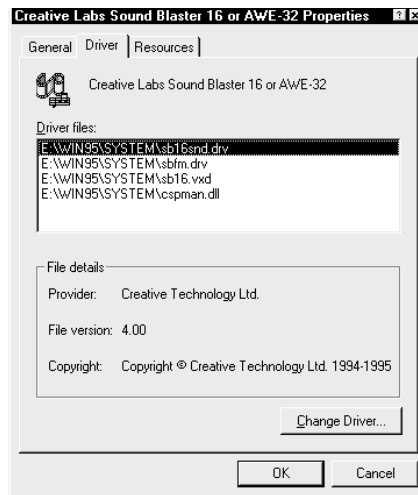 Creative Labs Sound Blaster 16 or AWE-32 Properties
General Driver Resources
Creative Labs Sound Blaster 16 or AWE-32
Driver files:
E:\WIN95\SYSTEM\sb16snd.drv
E:\WIN95\SYSTEM\sbfm.drv
E:\WIN95\SYSTEM\sb16.vxd
E:\WIN95\SYSTEM\cspman.dll
File details
Provider: Creative Technology Ltd.
File version: 4.00
Copyright: Copyright © Creative Technology Ltd. 1994-1995
Change Driver...
OK Cancel